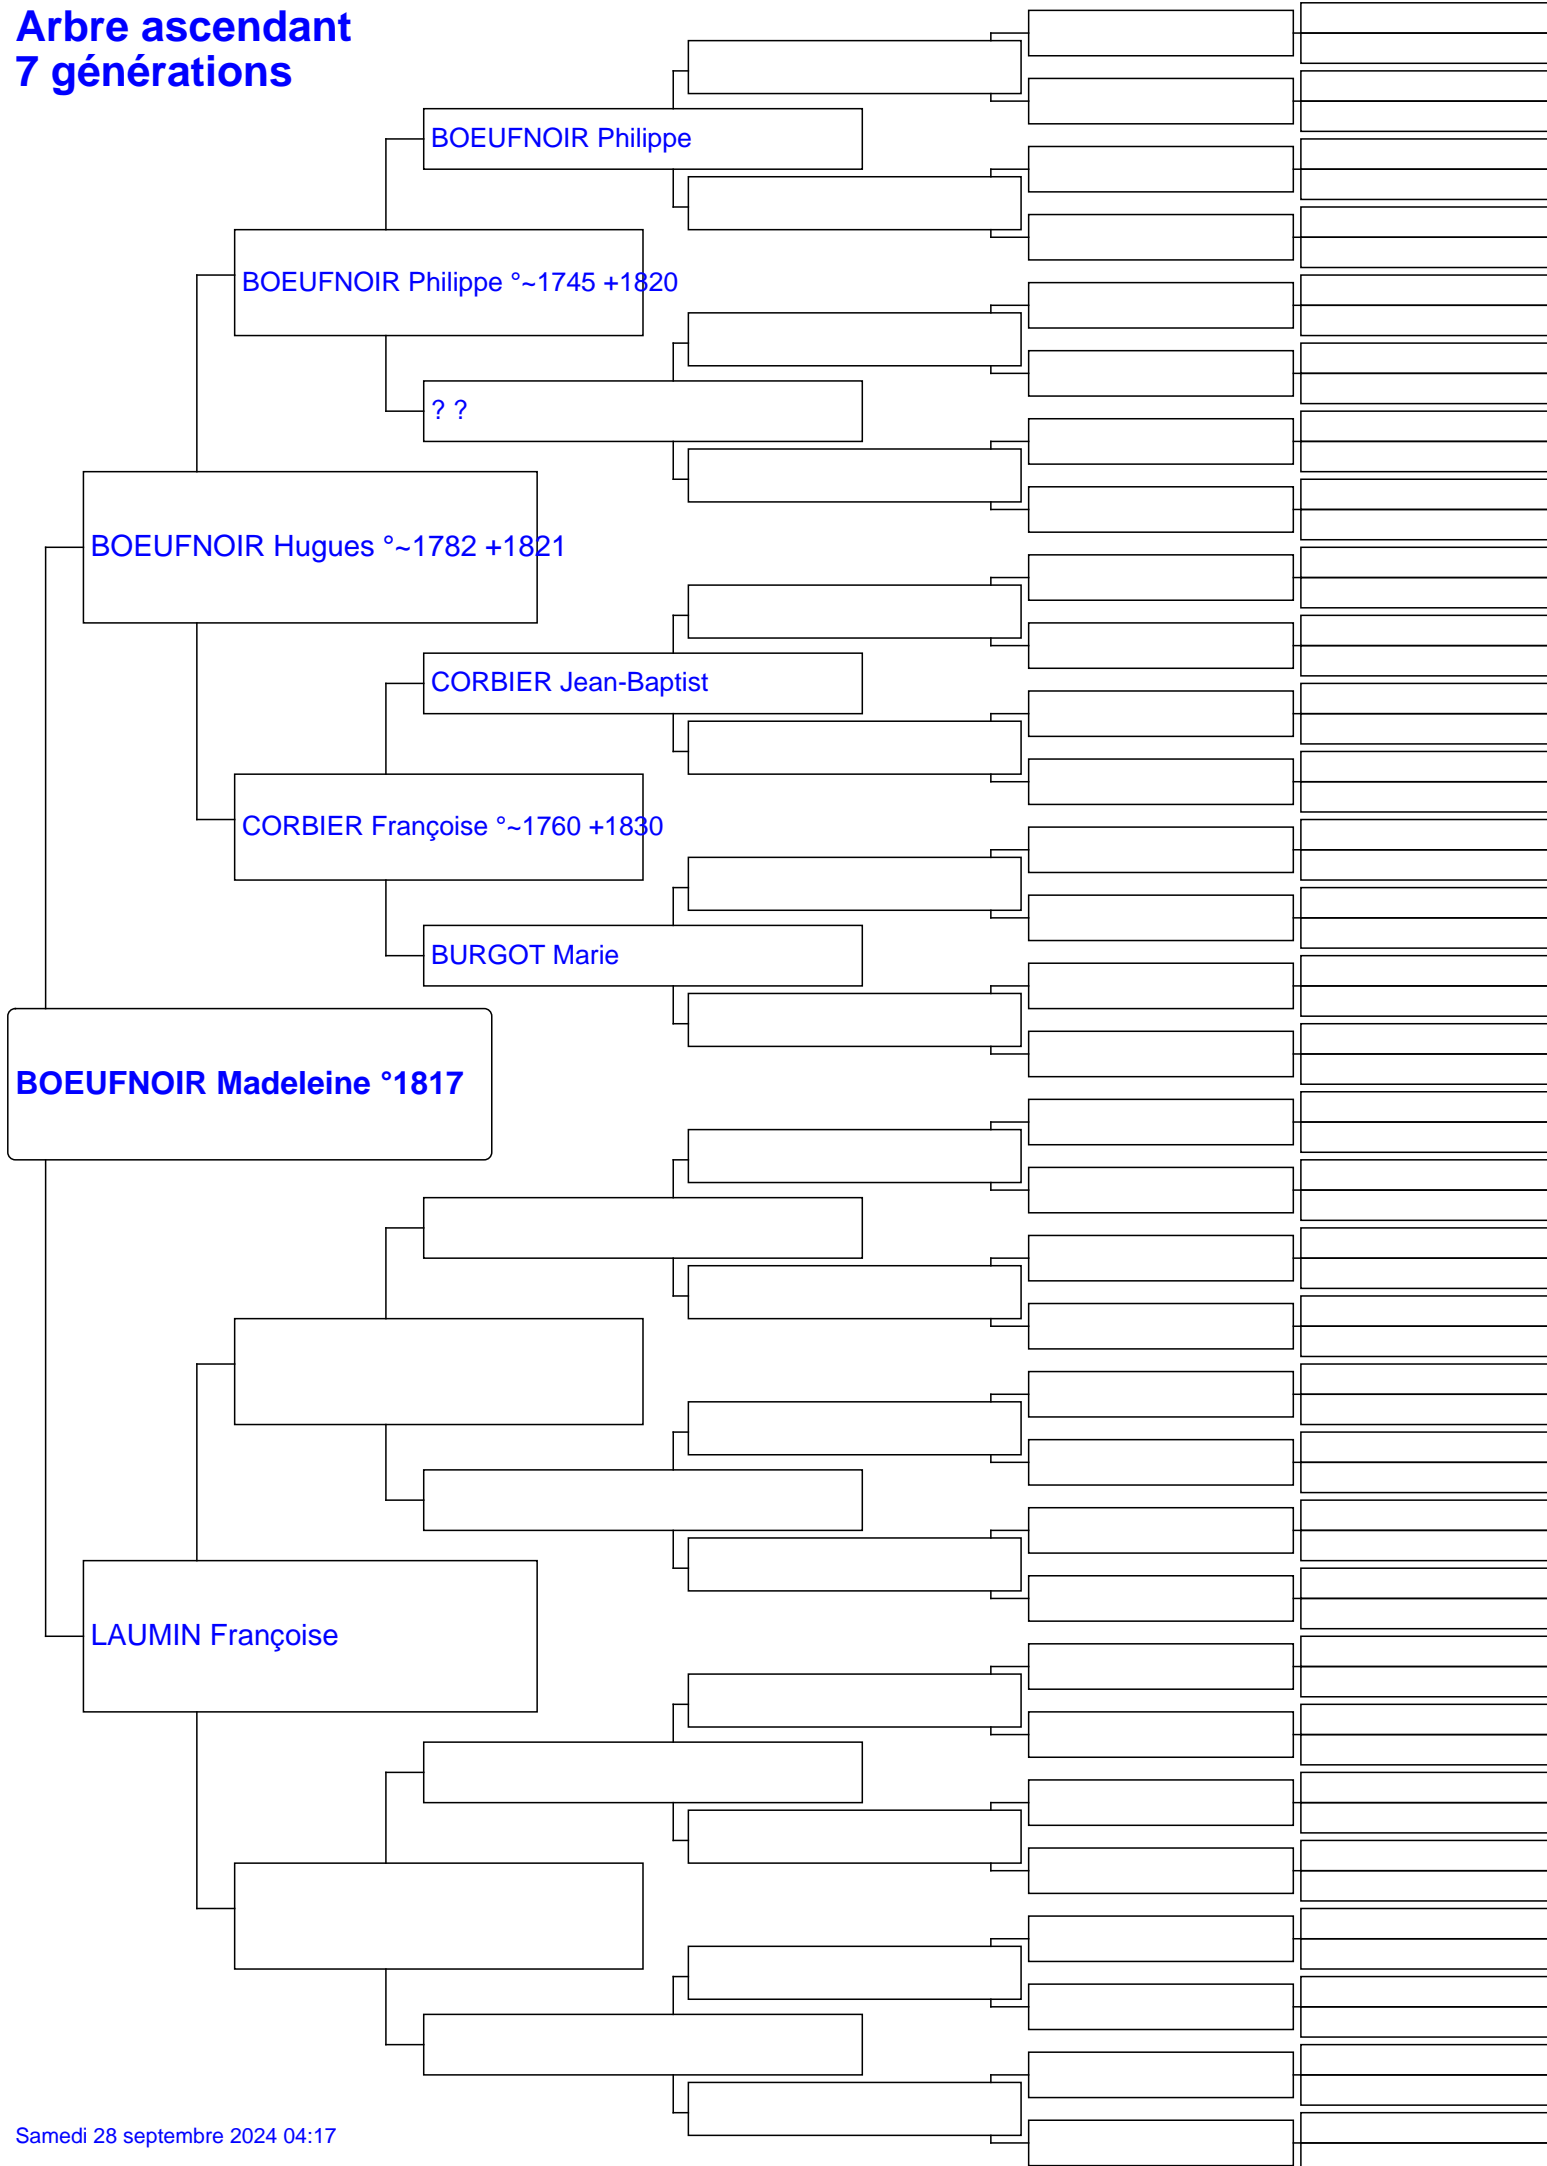 Arbre ascendant
7 générations
BOEUFNOIR Philippe
BOEUFNOIR Philippe °~1745 +1820
? ?
BOEUFNOIR Hugues °~1782 +1821
CORBIER Jean-Baptist
CORBIER Françoise °~1760 +1830
BURGOT Marie
BOEUFNOIR Madeleine °1817
LAUMIN Françoise
Samedi 28 septembre 2024 04:17